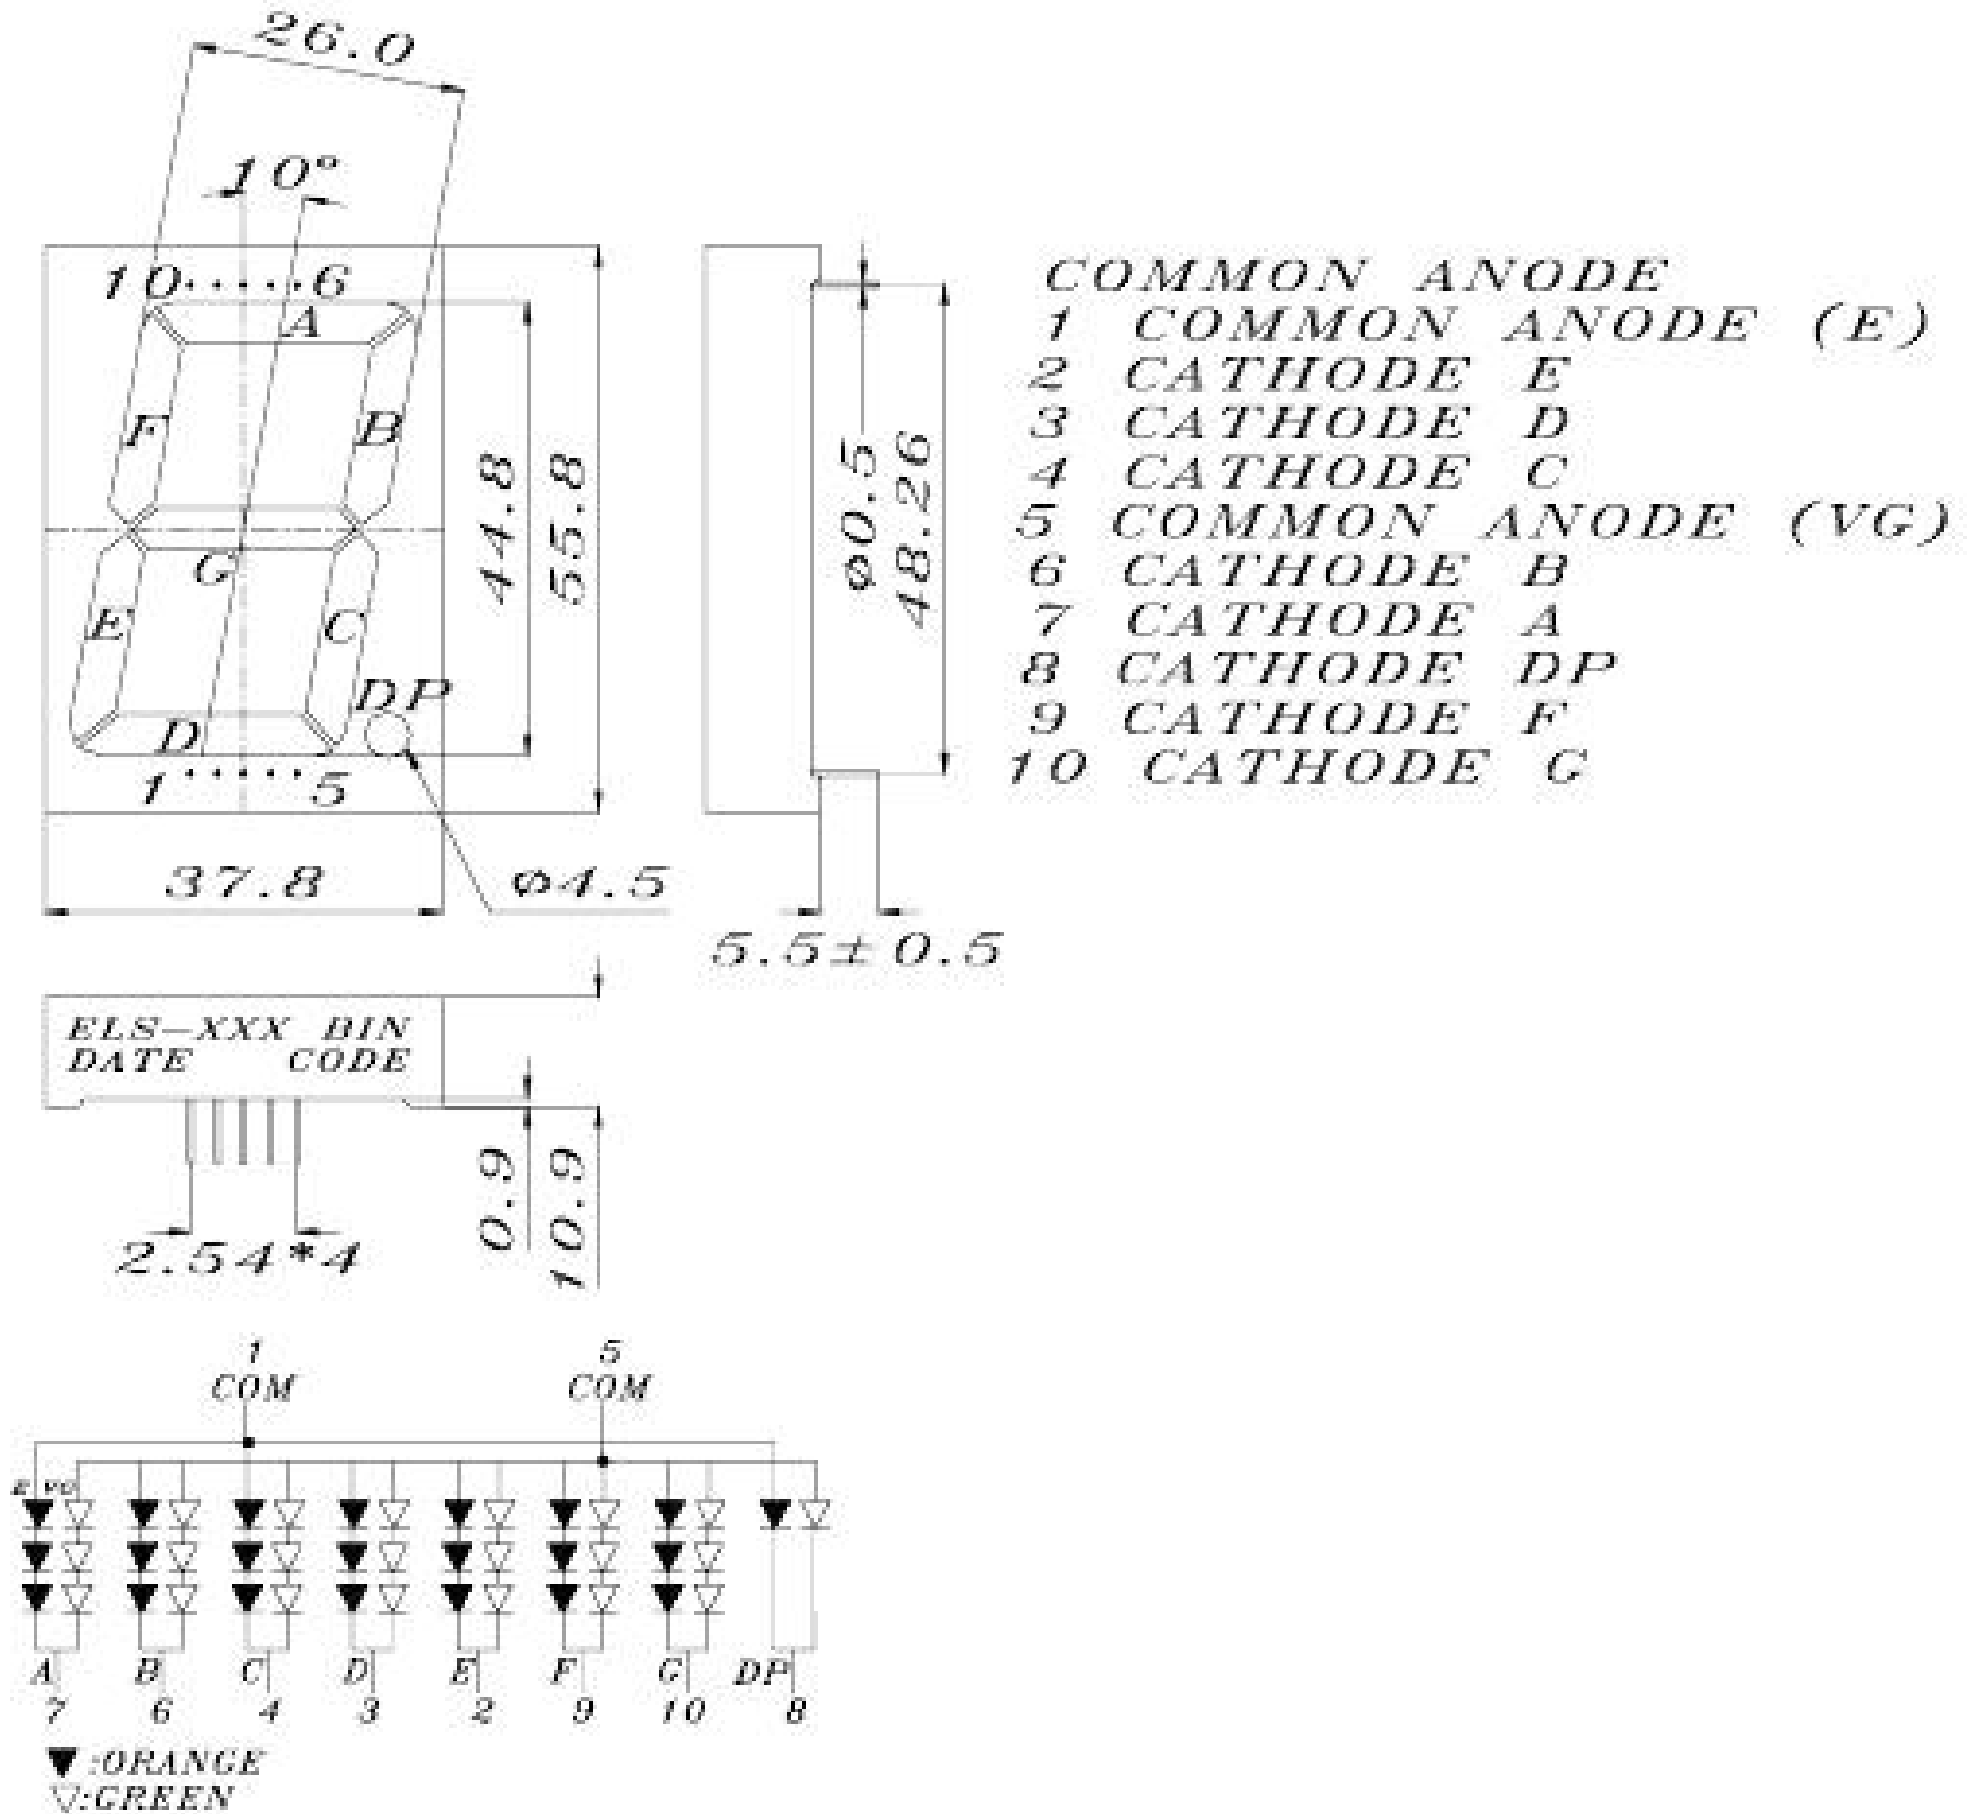 26.0
10°
10·····6
A
F
B
G
E
C
DP
D
1·····5
44.8
55.8
37.8
ø4.5
ø0.5
48.26
5.5±0.5
COMMON ANODE
1 COMMON ANODE (E)
2 CATHODE E
3 CATHODE D
4 CATHODE C
5 COMMON ANODE (VG)
6 CATHODE B
7 CATHODE A
8 CATHODE DP
9 CATHODE F
10 CATHODE G
ELS-XXX BIN
DATE CODE
0.9
10.9
2.54*4
1 5
COM COM
A B C D E F G DP
7 6 4 3 2 9 10 8
▼:ORANGE
▽:GREEN